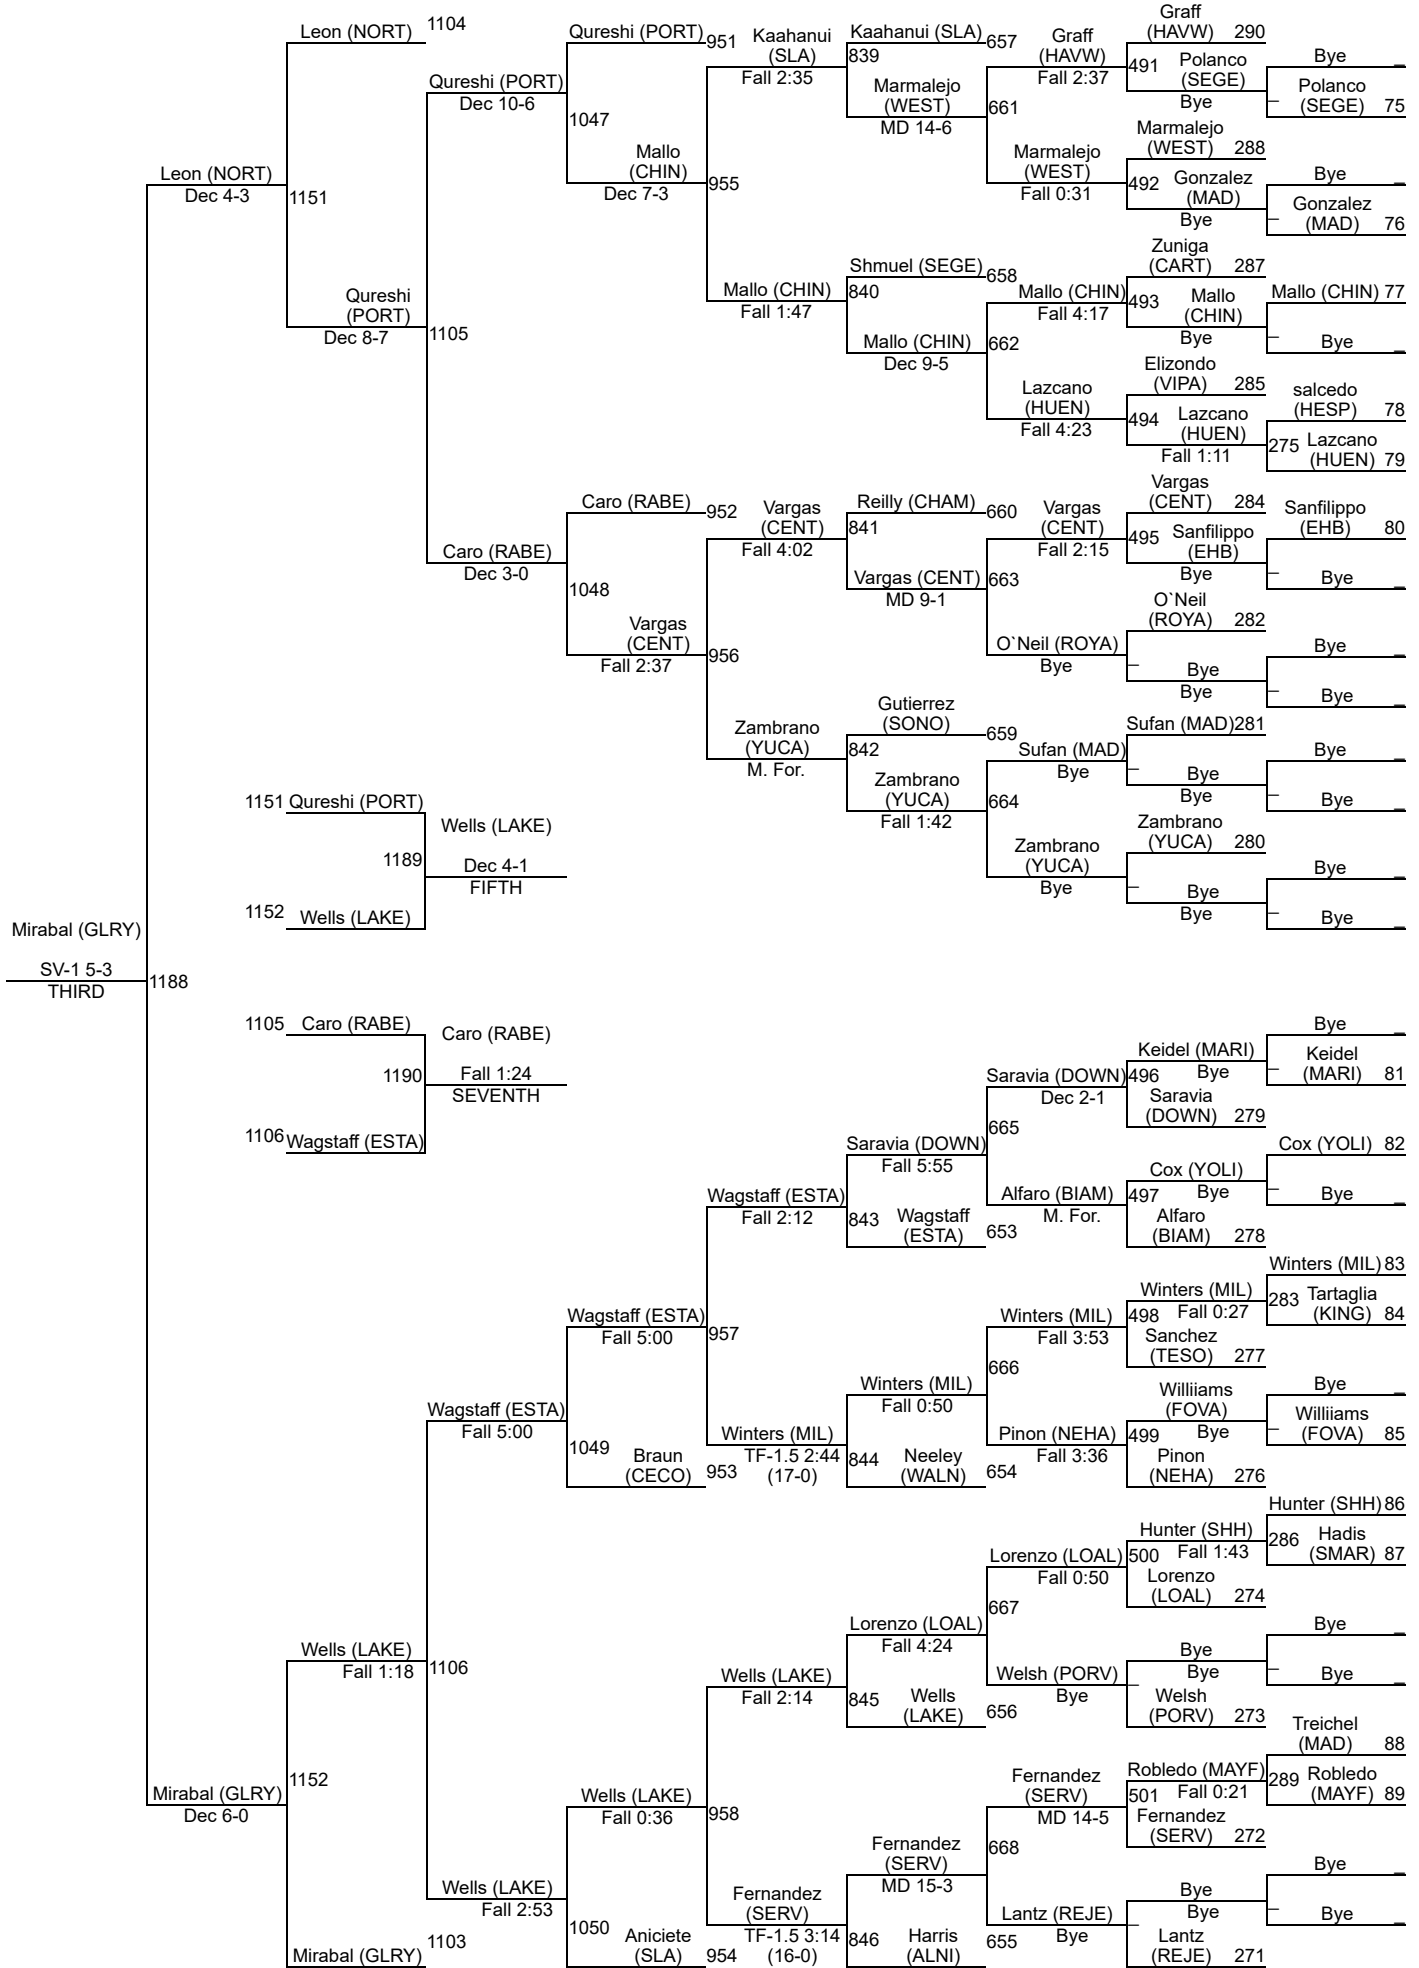 Leon (NORT)
1104
Qureshi (PORT)
951
Kaahanui
(SLA)
Fall 2:35
Kaahanui (SLA)
657
839
Marmalejo
(WEST)
MD 14-6
Graff
(HAVW)
Fall 2:37
661
Graff
(HAVW) 290
491 Polanco
(SEGE)
Bye
Bye _
_ Polanco
(SEGE) 75
Qureshi (PORT)
Dec 10-6
1047
Mallo
(CHIN)
Dec 7-3
955
Marmalejo
(WEST)
Fall 0:31
Marmalejo
(WEST) 288
492 Gonzalez
(MAD)
Bye
Bye _
_ Gonzalez
(MAD) 76
Leon (NORT)
Dec 4-3
1151
Qureshi
(PORT)
Dec 8-7
1105
Mallo (CHIN)
Fall 1:47
Shmuel (SEGE)
658
840
Mallo (CHIN)
Dec 9-5
Mallo (CHIN)
Fall 4:17
662
Zuniga
(CART) 287
493 Mallo
(CHIN)
Bye
Mallo (CHIN) 77
_ Bye _
Lazcano
(HUEN)
Fall 4:23
Elizondo
(VIPA) 285
494 Lazcano
(HUEN)
Fall 1:11
salcedo
(HESP) 78
275 Lazcano
(HUEN) 79
Caro (RABE)
Dec 3-0
Caro (RABE)
952
1048
Vargas
(CENT)
Fall 2:37
Vargas
(CENT)
Fall 4:02
956
Reilly (CHAM)
660
841
Vargas (CENT)
MD 9-1
Vargas
(CENT)
Fall 2:15
663
Vargas
(CENT) 284
495 Sanfilippo
(EHB)
Bye
Sanfilippo
(EHB) 80
_ Bye _
O`Neil (ROYA)
Bye
O`Neil
(ROYA) 282
_ Bye
Bye
Bye _
_ Bye _
Zambrano
(YUCA)
M. For.
Gutierrez
(SONO)
659
842
Zambrano
(YUCA)
Fall 1:42
Sufan (MAD)
Bye
664
Sufan (MAD) 281
_ Bye
Bye
Bye _
_ Bye _
Zambrano
(YUCA)
Bye
Zambrano
(YUCA) 280
_ Bye
Bye
Bye _
_ Bye _
1151 Qureshi (PORT)
Wells (LAKE)
1189
Dec 4-1
FIFTH
1152 Wells (LAKE)
Mirabal (GLRY)
SV-1 5-3
THIRD
1188
1105 Caro (RABE)
Caro (RABE)
1190
Fall 1:24
SEVENTH
1106 Wagstaff (ESTA)
Saravia (DOWN)
Dec 2-1
Keidel (MARI)
496 Bye
Saravia
(DOWN) 279
Bye _
_ Keidel
(MARI) 81
Saravia (DOWN)
Fall 5:55
665
Alfaro (BIAM)
M. For.
Cox (YOLI)
497 Bye
Alfaro
(BIAM) 278
Cox (YOLI) 82
_ Bye _
Wagstaff (ESTA)
Fall 2:12
843 Wagstaff
(ESTA)
653
Wagstaff (ESTA)
Fall 5:00
957
Winters (MIL)
Fall 3:53
Winters (MIL)
498 Fall 0:27
Sanchez
(TESO) 277
Winters (MIL) 83
283 Tartaglia
(KING) 84
Winters (MIL)
Fall 0:50
666
Pinon (NEHA)
Fall 3:36
Williiams
(FOVA)
499 Bye
Pinon
(NEHA) 276
Bye _
_ Williiams
(FOVA) 85
Wagstaff (ESTA)
Fall 5:00
1049 Braun
(CECO)
953
Winters (MIL)
TF-1.5 2:44
(17-0)
844 Neeley
(WALN)
654
Lorenzo (LOAL)
Fall 0:50
Hunter (SHH)
500 Fall 1:43
Lorenzo
(LOAL) 274
Hunter (SHH) 86
286 Hadis
(SMAR) 87
Wells (LAKE)
Fall 1:18
1106
Wells (LAKE)
Fall 2:14
Lorenzo (LOAL)
Fall 4:24
667
845 Wells
(LAKE)
656
Welsh (PORV)
Bye
Bye
_ Bye
Welsh
(PORV) 273
Bye _
_ Bye _
Mirabal (GLRY)
Dec 6-0
1152
Wells (LAKE)
Fall 0:36
958
Fernandez
(SERV)
MD 14-5
Robledo (MAYF)
501 Fall 0:21
Fernandez
(SERV) 272
Treichel
(MAD) 88
289 Robledo
(MAYF) 89
Wells (LAKE)
Fall 2:53
Fernandez
(SERV)
MD 15-3
668
Lantz (REJE)
Bye
Bye
_ Bye
Lantz
(REJE) 271
Bye _
_ Bye _
Mirabal (GLRY)
1103
1050 Aniciete
(SLA)
954
Fernandez
(SERV)
TF-1.5 3:14
(16-0)
846 Harris
(ALNI)
655